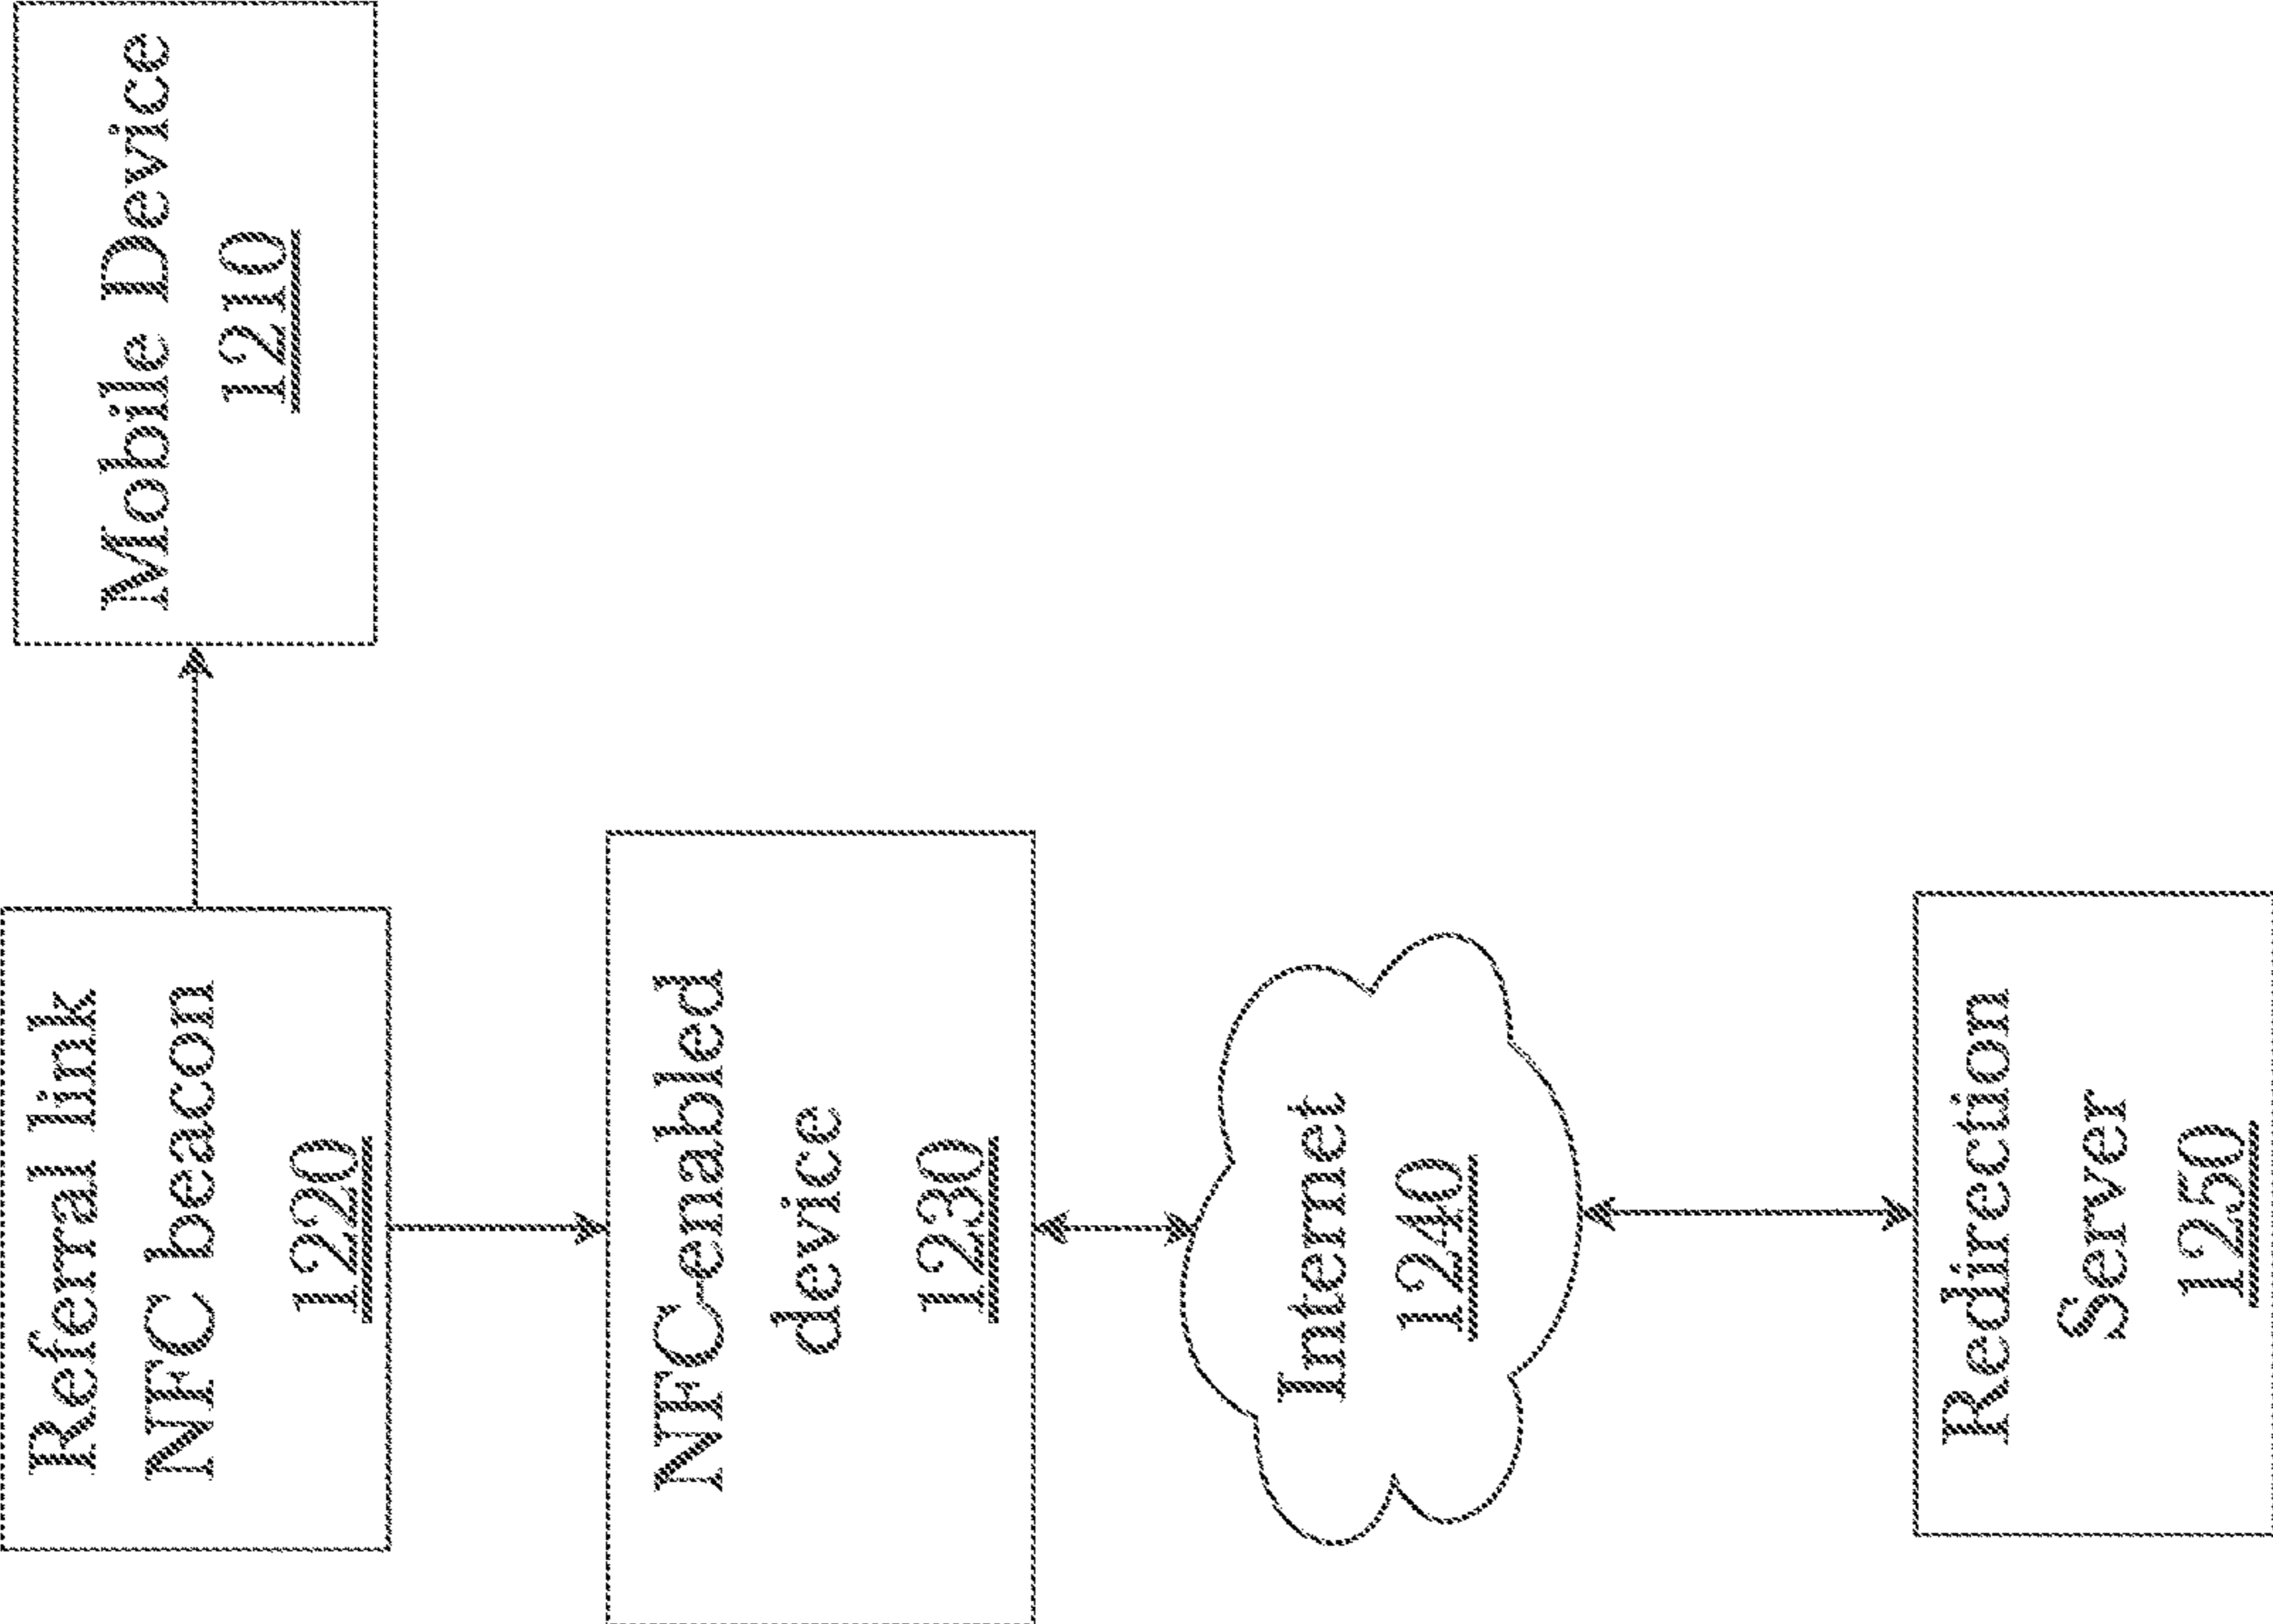 Mobile Device
1210
Referral link
NFC beacon
1220
NFC-enabled
device
1230
Internet
1240
Redirection
Server
1250